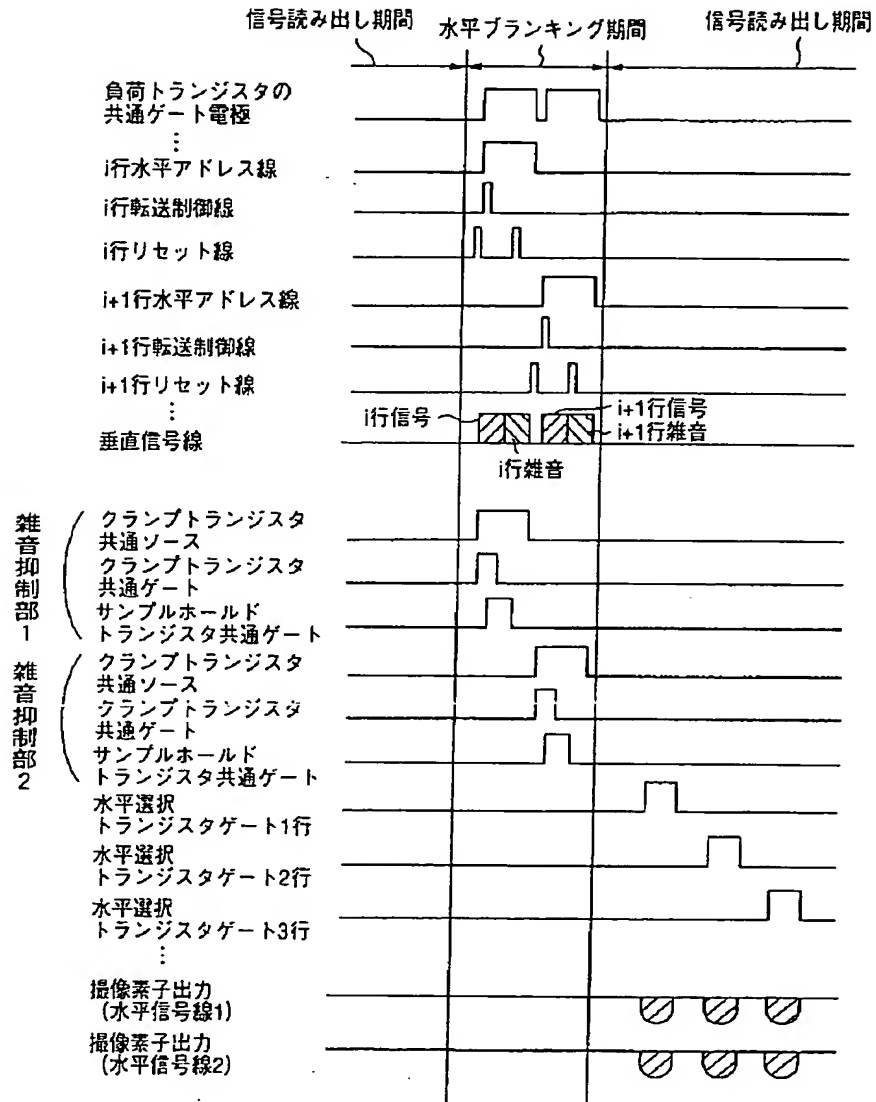 信号読み出し期間
水平ブランキング期間
信号読み出し期間
負荷トランジスタの
共通ゲート電極
⋮
i行水平アドレス線
i行転送制御線
i行リセット線
i+1行水平アドレス線
i+1行転送制御線
i+1行リセット線
⋮
垂直信号線
i行信号
i行雑音
i+1行信号
i+1行雑音
雑音抑制部1
クランプトランジスタ
共通ソース
クランプトランジスタ
共通ゲート
サンプルホールド
トランジスタ共通ゲート
雑音抑制部2
クランプトランジスタ
共通ソース
クランプトランジスタ
共通ゲート
サンプルホールド
トランジスタ共通ゲート
水平選択
トランジスタゲート1行
水平選択
トランジスタゲート2行
水平選択
トランジスタゲート3行
⋮
撮像素子出力
(水平信号線1)
撮像素子出力
(水平信号線2)